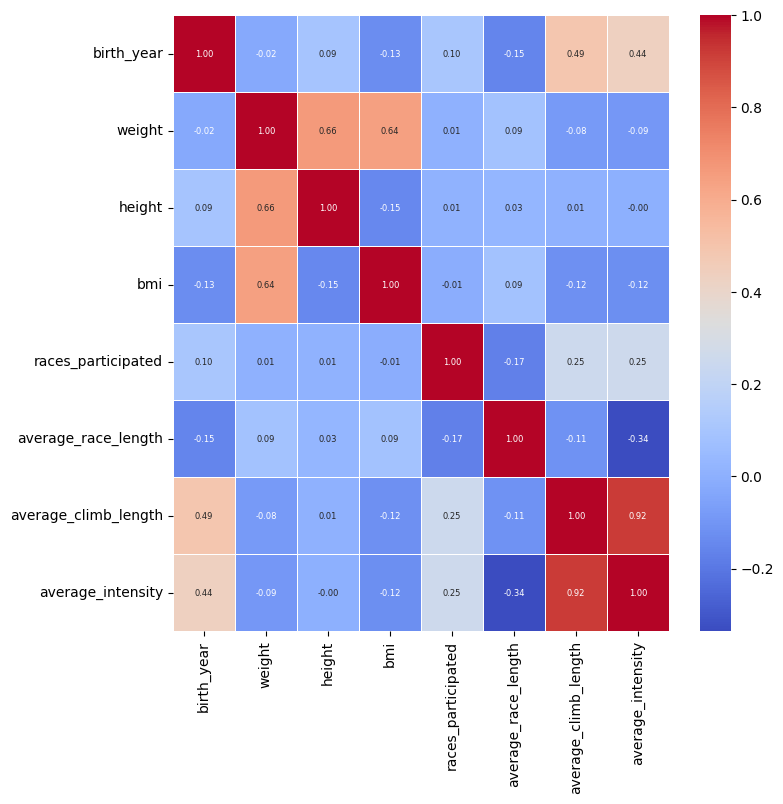 birth_year 1.00 -0.02 0.09 -0.13 0.10 -0.15 0.49 0.44
weight -0.02 1.00 0.66 0.64 0.01 0.09 -0.08 -0.09
height 0.09 0.66 1.00 -0.15 0.01 0.03 0.01 -0.00
bmi -0.13 0.64 -0.15 1.00 -0.01 0.09 -0.12 -0.12
races_participated 0.10 0.01 0.01 -0.01 1.00 -0.17 0.25 0.25
average_race_length -0.15 0.09 0.03 0.09 -0.17 1.00 -0.11 -0.34
average_climb_length 0.49 -0.08 0.01 -0.12 0.25 -0.11 1.00 0.92
average_intensity 0.44 -0.09 -0.00 -0.12 0.25 -0.34 0.92 1.00
birth_year
weight
height
bmi
races_participated
average_race_length
average_climb_length
average_intensity
1.0
0.8
0.6
0.4
0.2
0.0
−0.2